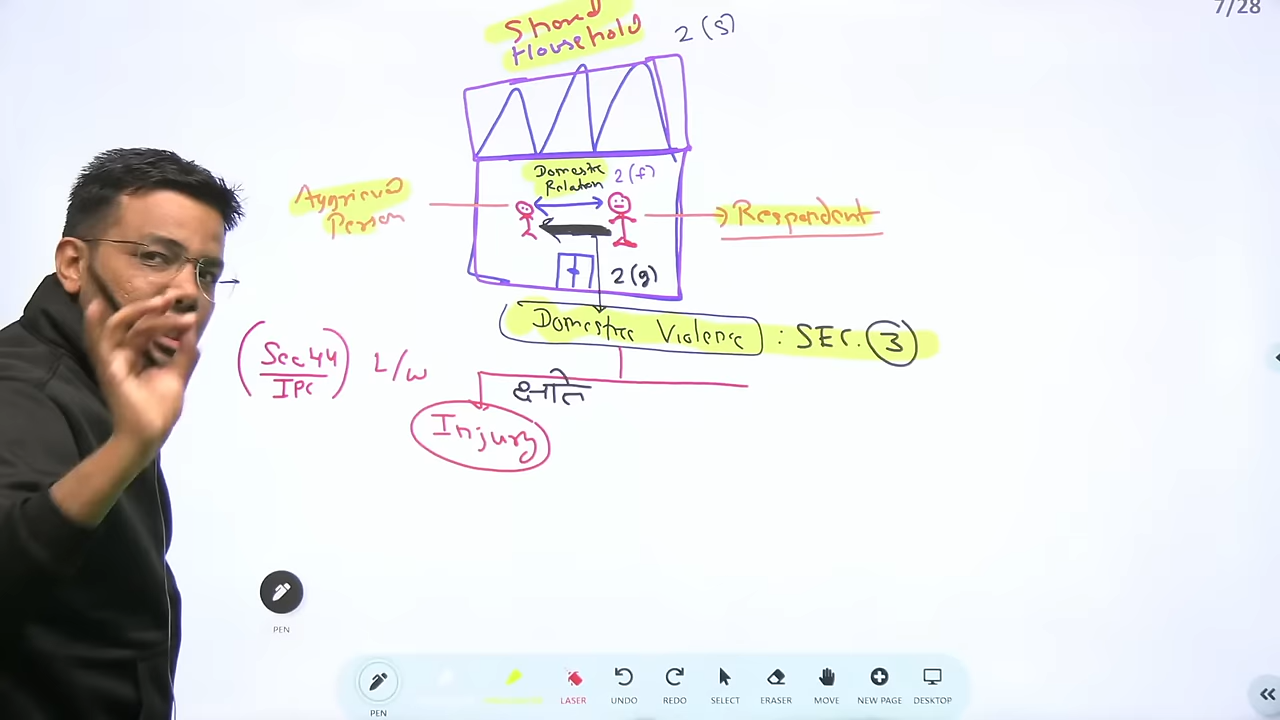 7/28
Shared
Household
2(s)
Domestic
Relation
2(f)
Aggrieved
Person
Respondent
2(g)
Domestic Violence : SEC. 3
Sec 44
IPC
L/w
क्षति
Injury
PEN
PEN
LASER
UNDO
REDO
SELECT
ERASER
MOVE
NEW PAGE
DESKTOP